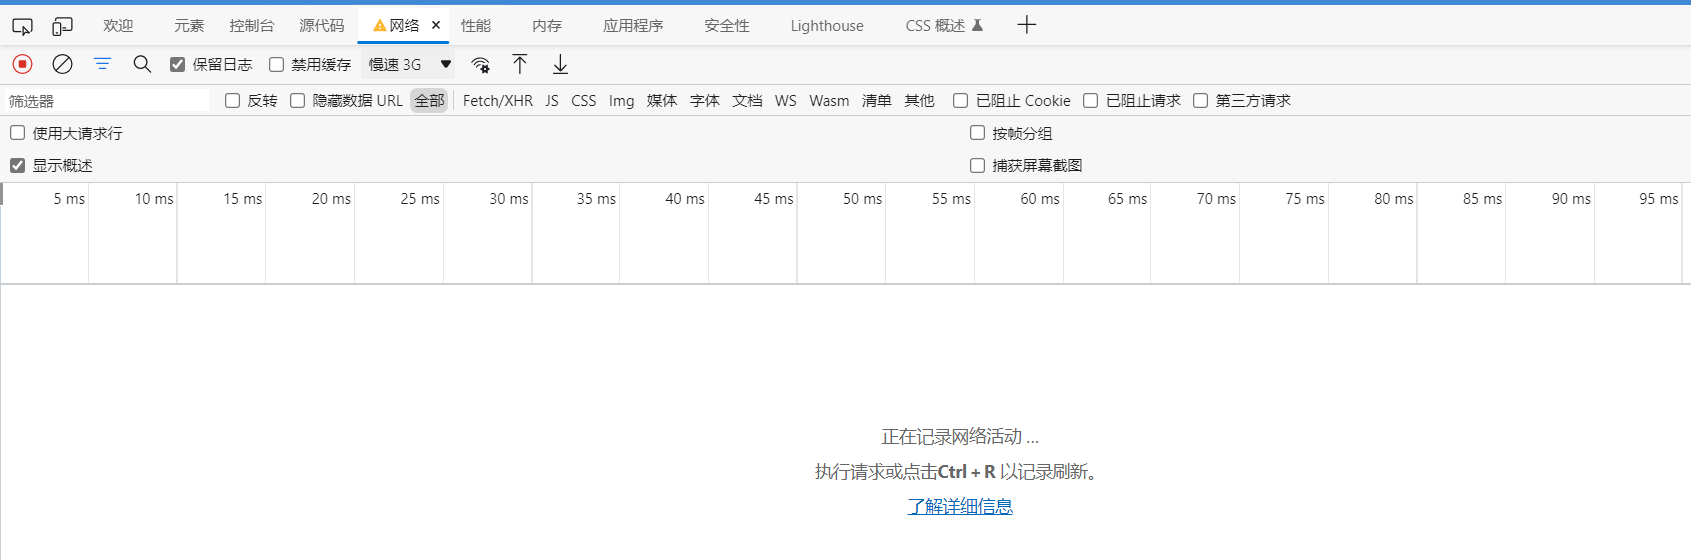 欢迎 元素 控制台 源代码 网络 性能 内存 应用程序 安全性 Lighthouse CSS 概述
保留日志 禁用缓存 慢速 3G
筛选器 反转 隐藏数据 URL 全部 Fetch/XHR JS CSS Img 媒体 字体 文档 WS Wasm 清单 其他 已阻止 Cookie 已阻止请求 第三方请求
使用大请求行 按帧分组
显示概述 捕获屏幕截图
5 ms 10 ms 15 ms 20 ms 25 ms 30 ms 35 ms 40 ms 45 ms 50 ms 55 ms 60 ms 65 ms 70 ms 75 ms 80 ms 85 ms 90 ms 95 ms
正在记录网络活动 ...
执行请求或点击Ctrl + R 以记录刷新。
了解详细信息